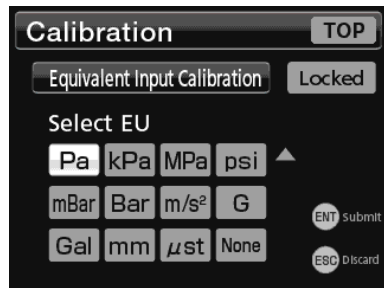 Calibration TOP
Equivalent Input Calibration Locked
Select EU
Pa kPa MPa psi
mBar Bar m/s² G
ENT Submit
Gal mm μst None
ESC Discard